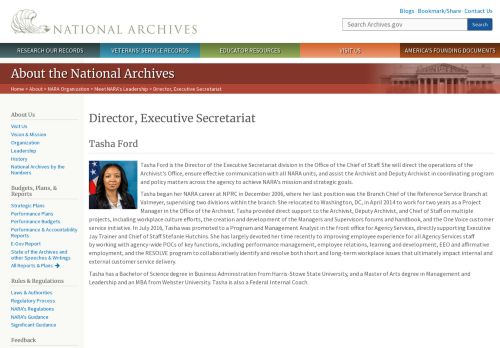 NATIONAL ARCHIVES
Blogs · Bookmark/Share · Contact Us
Search Archives.gov
Search
RESEARCH OUR RECORDS
VETERANS' SERVICE RECORDS
EDUCATOR RESOURCES
VISIT US
AMERICA'S FOUNDING DOCUMENTS
About the National Archives
Home > About > NARA Organization > Meet NARA's Leadership > Director, Executive Secretariat
About Us
Visit Us
Vision & Mission
Organization
Leadership
History
National Archives by the
Numbers
Budgets, Plans, &
Reports
Strategic Plans
Performance Plans
Performance Budgets
Performance & Accountability
Reports
E-Gov Report
State of the Archives and
other Speeches & Writings
All Reports & Plans
Rules & Regulations
Laws & Authorities
Regulatory Process
NARA's Regulations
NARA's Guidance
Significant Guidance
Feedback
Director, Executive Secretariat
Tasha Ford
Tasha Ford is the Director of the Executive Secretariat division in the Office of the Chief of Staff. She will direct the operations of the
Archivist's Office, ensure effective communication with all NARA units, and assist the Archivist and Deputy Archivist in coordinating program
and policy matters across the agency to achieve NARA's mission and strategic goals.
Tasha began her NARA career at NPRC in December 2006, where her last position was the Branch Chief of the Reference Service Branch at
Valmeyer, supervising two divisions within the branch. She relocated to Washington, DC, in April 2014 to work for two years as a Project
Manager in the Office of the Archivist. Tasha provided direct support to the Archivist, Deputy Archivist, and Chief of Staff on multiple
projects, including workplace culture efforts, the creation and development of the Managers and Supervisors forums and handbook, and the One-Voice customer
service initiative. In July 2016, Tasha was promoted to a Program and Management Analyst in the front office for Agency Services, directly supporting Executive
Jay Trainer and Chief of Staff Stefanie Hutchins. She has largely devoted her time recently to improving employee experience for all Agency Services staff
by working with agency-wide POCs of key functions, including performance management, employee relations, learning and development, EEO and affirmative
employment, and the RESOLVE program to collaboratively identify and resolve both short and long-term workplace issues that ultimately impact internal and
external customer service delivery.
Tasha has a Bachelor of Science degree in Business Administration from Harris-Stowe State University, and a Master of Arts degree in Management and
Leadership and an MBA from Webster University. Tasha is also a Federal Internal Coach.